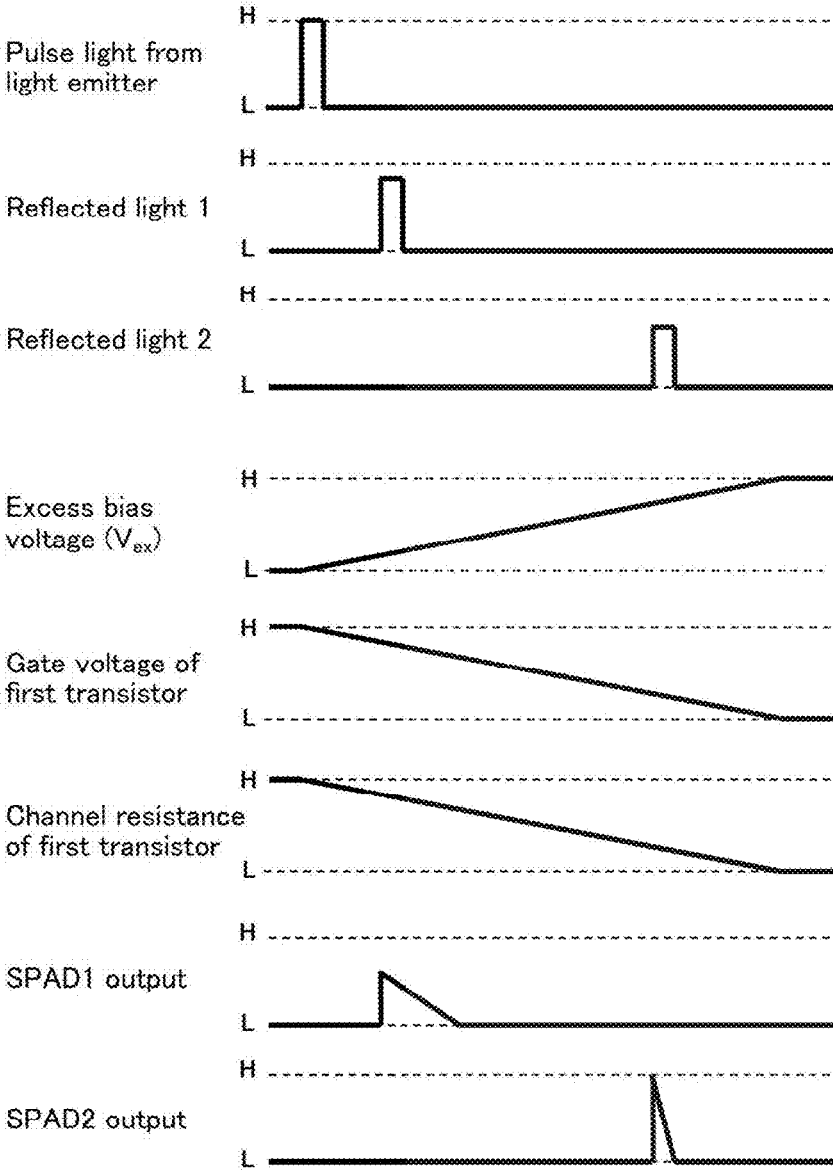 H
Pulse light from
light emitter
L
H
Reflected light 1
L
H
Reflected light 2
L
H
Excess bias
voltage (Vex)
L
H
Gate voltage of
first transistor
L
H
Channel resistance
of first transistor
L
H
SPAD1 output
L
H
SPAD2 output
L